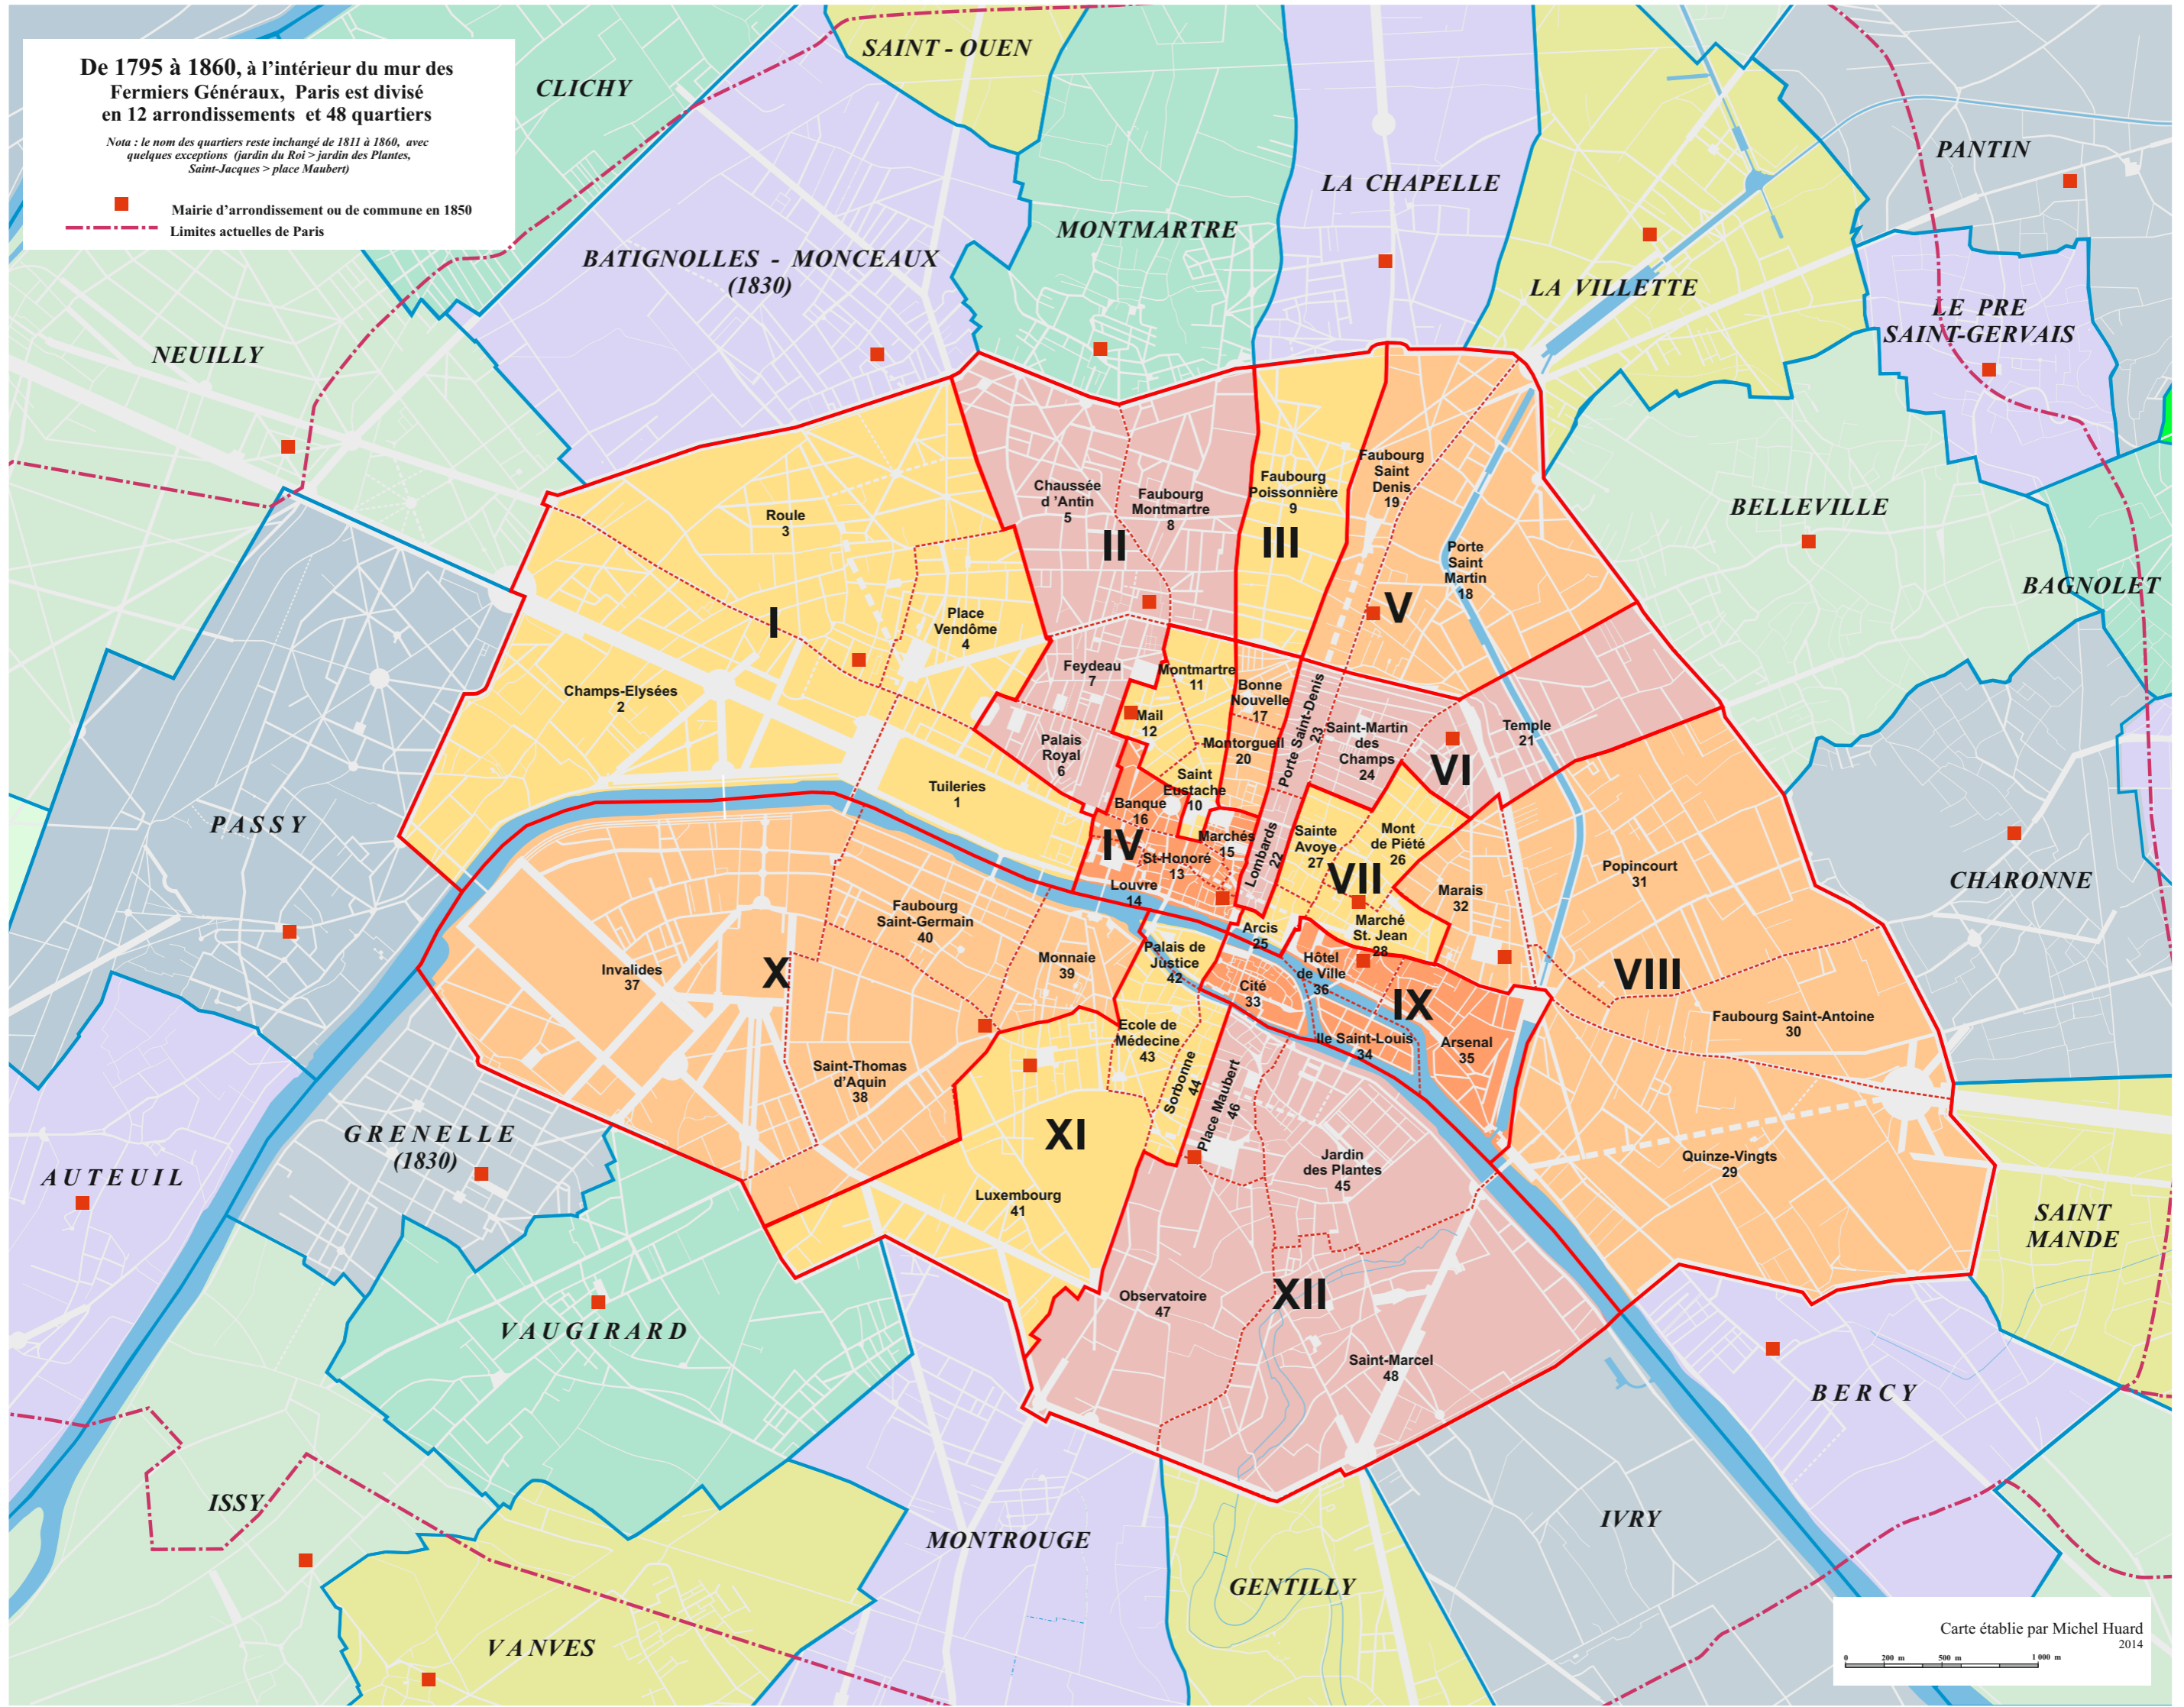 De 1795 à 1860, à l'intérieur du mur des
Fermiers Généraux, Paris est divisé
en 12 arrondissements et 48 quartiers
Nota : le nom des quartiers reste inchangé de 1811 à 1860, avec
quelques exceptions (jardin du Roi > jardin des Plantes,
Saint-Jacques > place Maubert)
Mairie d'arrondissement ou de commune en 1850
Limites actuelles de Paris
CLICHY
SAINT - OUEN
BATIGNOLLES - MONCEAUX
(1830)
MONTMARTRE
LA CHAPELLE
LA VILLETTE
PANTIN
LE PRE
SAINT-GERVAIS
NEUILLY
BELLEVILLE
BAGNOLET
PASSY
CHARONNE
AUTEUIL
GRENELLE
(1830)
VAUGIRARD
ISSY
VANVES
MONTROUGE
GENTILLY
IVRY
BERCY
SAINT
MANDE
I
Roule
3
Champs-Elysées
2
Place
Vendôme
4
Tuileries
1
II
Chaussée
d 'Antin
5
Faubourg
Montmartre
8
Feydeau
7
Palais
Royal
6
III
Faubourg
Poissonnière
9
Montmartre
11
Mail
12
Saint
Eustache
10
IV
Banque
16
St-Honoré
13
Louvre
14
Marchés
15
V
Faubourg
Saint
Denis
19
Porte
Saint
Martin
18
Bonne
Nouvelle
17
Montorgueil
20
VI
Porte Saint-Denis
23
Saint-Martin
des
Champs
24
Temple
21
Lombards
22
VII
Sainte
Avoye
27
Mont
de Piété
26
Marché
St. Jean
28
Arcis
25
VIII
Marais
32
Popincourt
31
Faubourg Saint-Antoine
30
Quinze-Vingts
29
IX
Hôtel
de Ville
36
Cité
33
Ile Saint-Louis
34
Arsenal
35
X
Invalides
37
Faubourg
Saint-Germain
40
Monnaie
39
Saint-Thomas
d'Aquin
38
XI
Palais de
Justice
42
Ecole de
Médecine
43
Sorbonne
44
Luxembourg
41
XII
Place Maubert
46
Jardin
des Plantes
45
Observatoire
47
Saint-Marcel
48
Carte établie par Michel Huard
2014
0 200 m 500 m 1 000 m